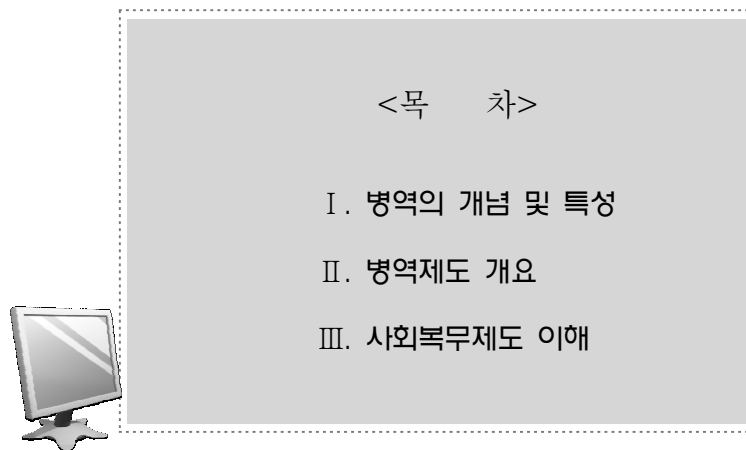 <목 차>
Ⅰ. 병역의 개념 및 특성
Ⅱ. 병역제도 개요
Ⅲ. 사회복무제도 이해